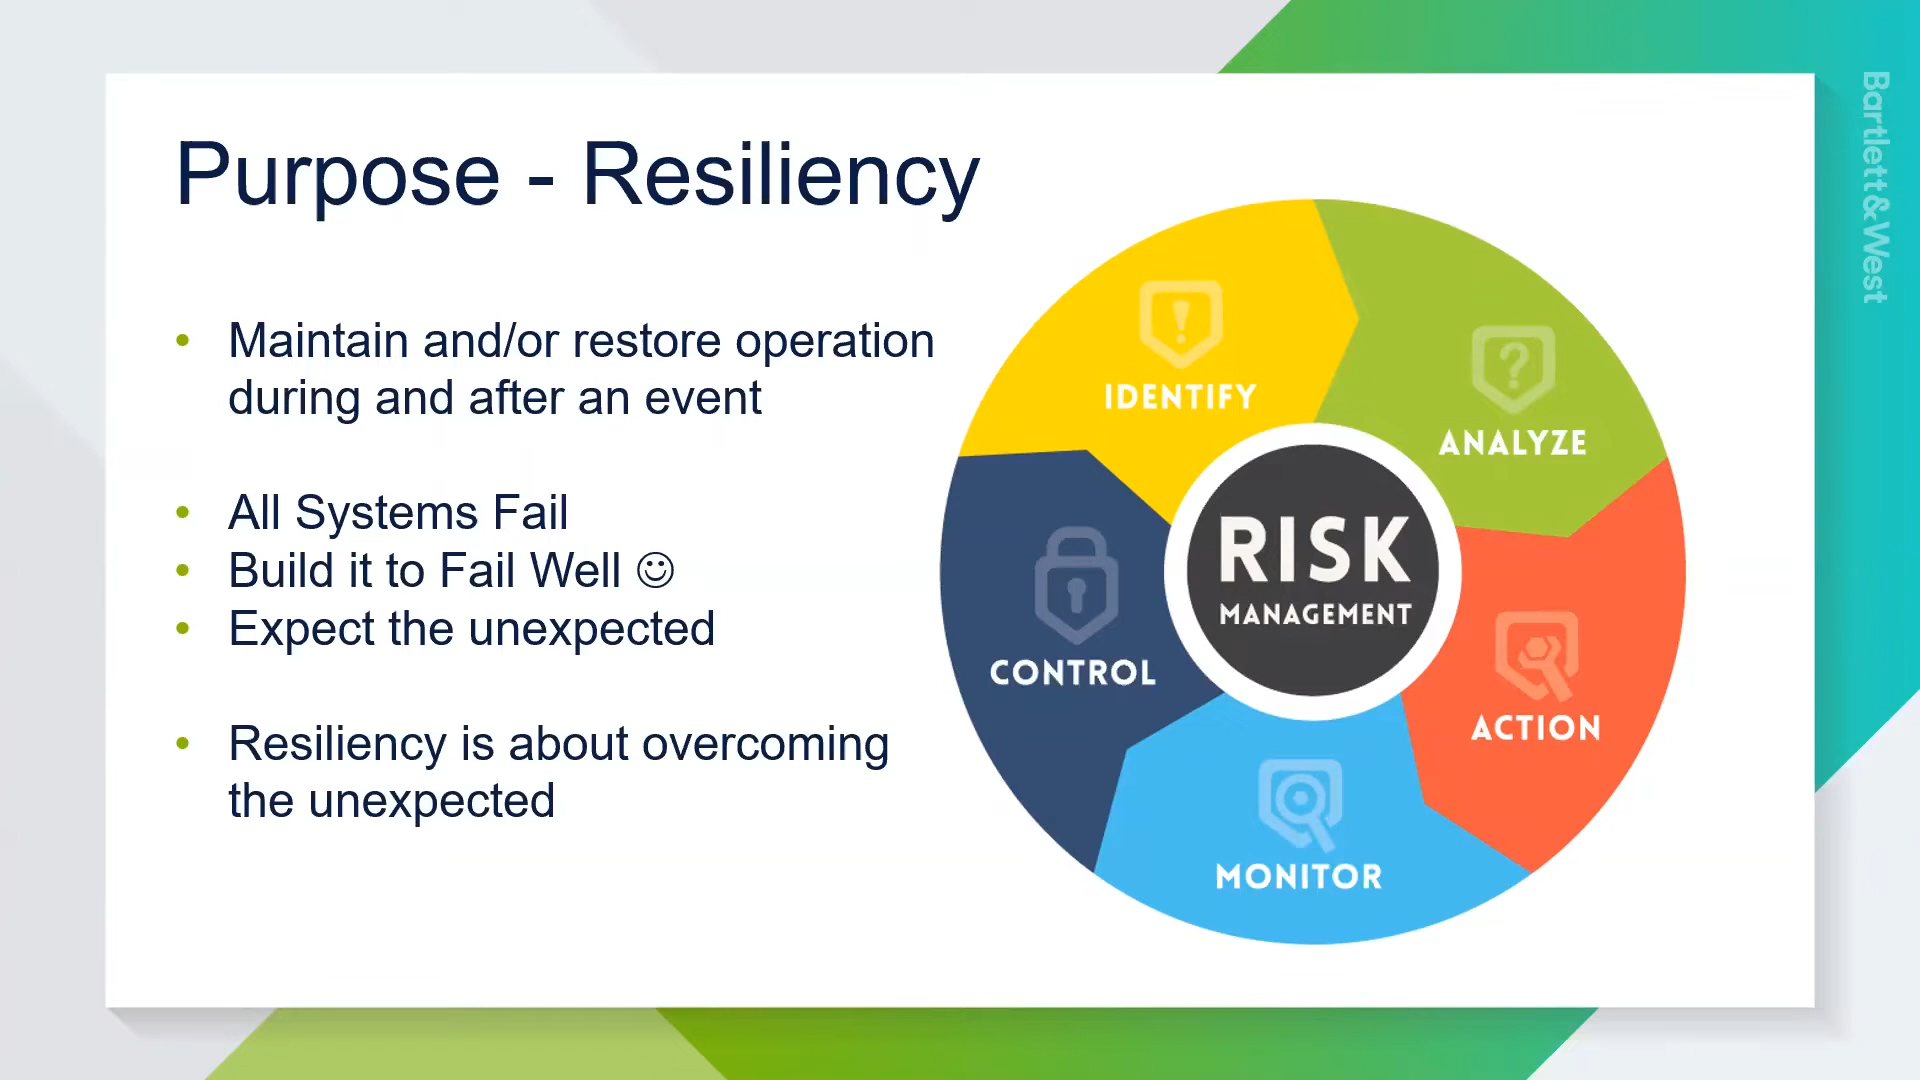 Purpose - Resiliency
• Maintain and/or restore operation
during and after an event
• All Systems Fail
• Build it to Fail Well ☺
• Expect the unexpected
• Resiliency is about overcoming
the unexpected
IDENTIFY
ANALYZE
CONTROL
RISK
MANAGEMENT
ACTION
MONITOR
Bartlett&West